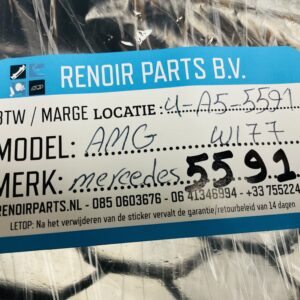 RENOIR PARTS B.V.
BTW / MARGE LOCATIE : 4-A5-5591
MODEL: AMG W177
MERK: mercedes 5591
RENOIRPARTS.NL - 085 0603676 - 06 41346994 - +33 755224
LETOP: Na het verwijderen van de sticker vervalt de garantie/retourbeleid van 14 dagen